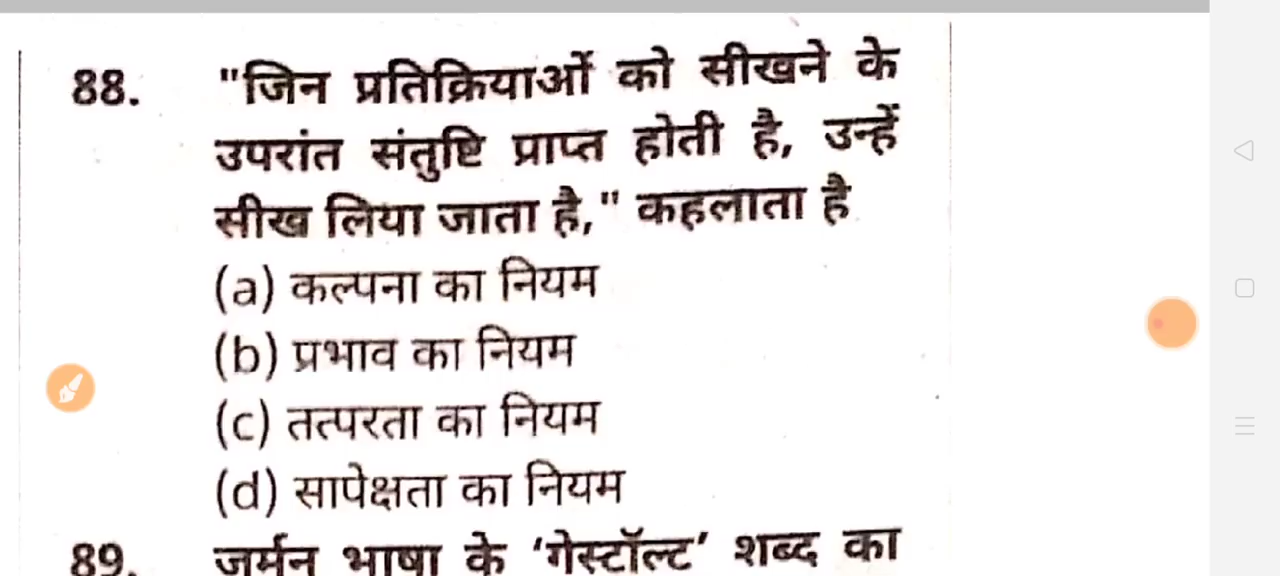 88. "जिन प्रतिक्रियाओं को सीखने के
उपरांत संतुष्टि प्राप्त होती है, उन्हें
सीख लिया जाता है," कहलाता है
(a) कल्पना का नियम
(b) प्रभाव का नियम
(c) तत्परता का नियम
(d) सापेक्षता का नियम
89. जर्मन भाषा के ‘गेस्टॉल्ट’ शब्द का